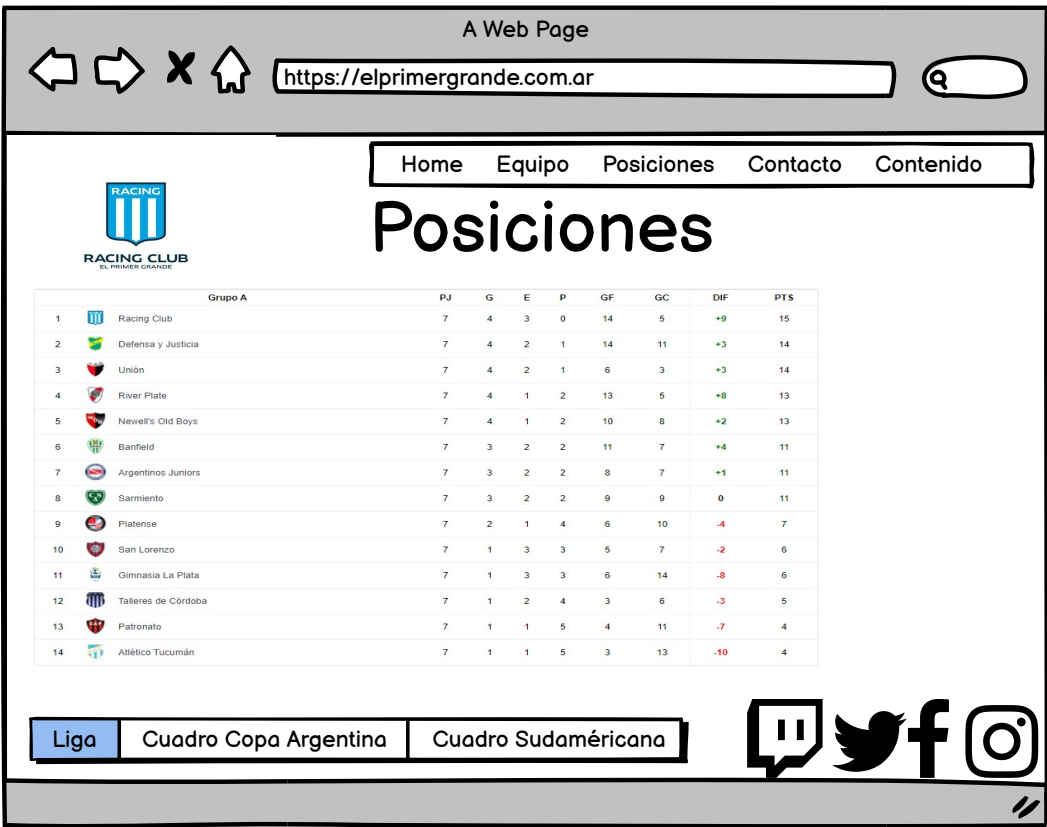 A Web Page
https://elprimergrande.com.ar
Home Equipo Posiciones Contacto Contenido
RACING
RACING CLUB
EL PRIMER GRANDE
Posiciones
Grupo A PJ G E P GF GC DIF PTS
1 Racing Club 7 4 3 0 14 5 +9 15
2 Defensa y Justicia 7 4 2 1 14 11 +3 14
3 Unión 7 4 2 1 6 3 +3 14
4 River Plate 7 4 1 2 13 5 +8 13
5 Newell's Old Boys 7 4 1 2 10 8 +2 13
6 Banfield 7 3 2 2 11 7 +4 11
7 Argentinos Juniors 7 3 2 2 8 7 +1 11
8 Sarmiento 7 3 2 2 9 9 0 11
9 Platense 7 2 1 4 6 10 -4 7
10 San Lorenzo 7 1 3 3 5 7 -2 6
11 Gimnasia La Plata 7 1 3 3 6 14 -8 6
12 Talleres de Córdoba 7 1 2 4 3 6 -3 5
13 Patronato 7 1 1 5 4 11 -7 4
14 Atlético Tucumán 7 1 1 5 3 13 -10 4
Liga Cuadro Copa Argentina Cuadro Sudaméricana